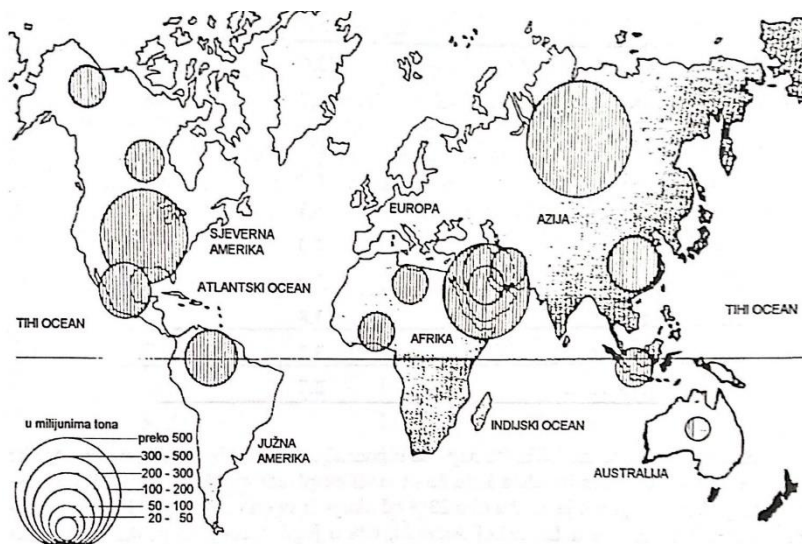 SJEVERNA
AMERIKA
EUROPA
AZIJA
ATLANTSKI OCEAN
TIHI OCEAN
TIHI OCEAN
AFRIKA
INDIJSKI OCEAN
JUŽNA
AMERIKA
AUSTRALIJA
u milijunima tona
preko 500
300 - 500
200 - 300
100 - 200
50 - 100
20 - 50